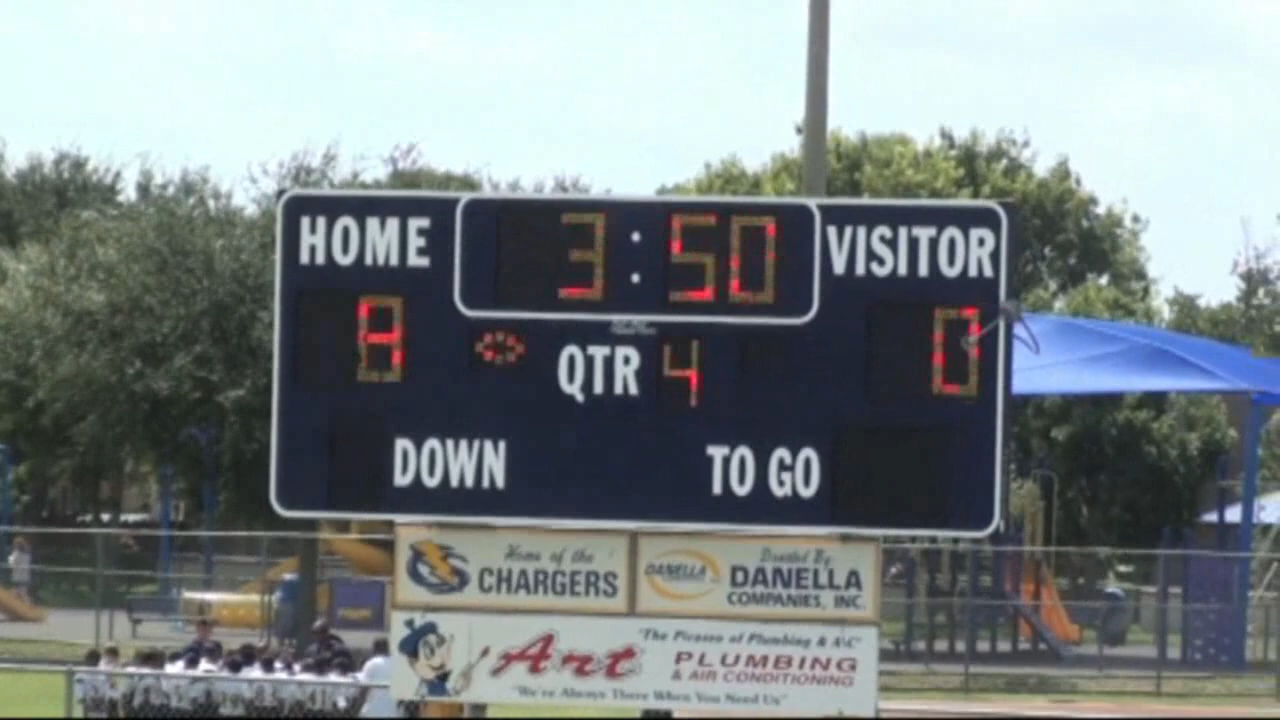 HOME 3:50 VISITOR
8 QTR 4 0
DOWN TO GO
Home of the
CHARGERS
DANELLA
Donated By
DANELLA
COMPANIES, INC.
Art
"The Picasso of Plumbing & A\C"
PLUMBING
& AIR CONDITIONING
"We're Always There When You Need Us"